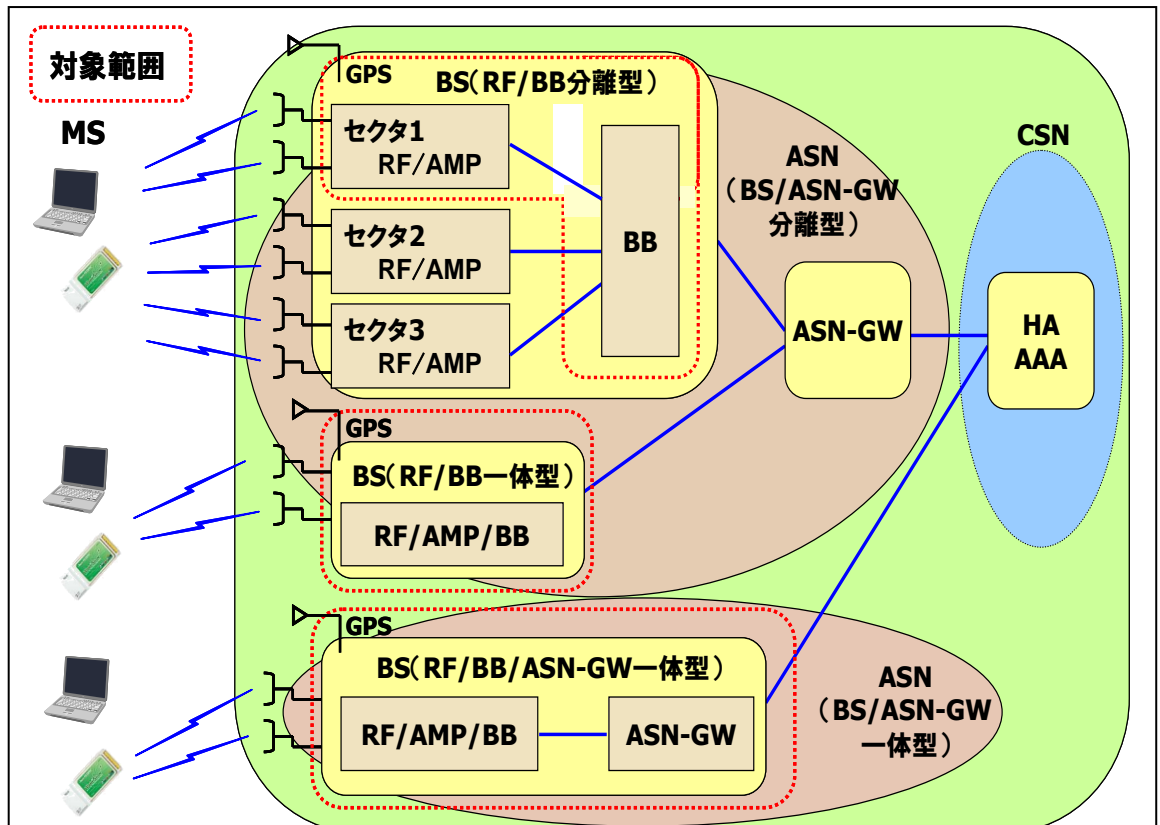 対象範囲
MS
GPS
BS（RF/BB分離型）
セクタ1
RF/AMP
セクタ2
RF/AMP
セクタ3
RF/AMP
BB
ASN
（BS/ASN-GW
分離型）
ASN-GW
CSN
HA
AAA
GPS
BS（RF/BB一体型）
RF/AMP/BB
GPS
BS（RF/BB/ASN-GW一体型）
RF/AMP/BB
ASN-GW
ASN
（BS/ASN-GW
一体型）